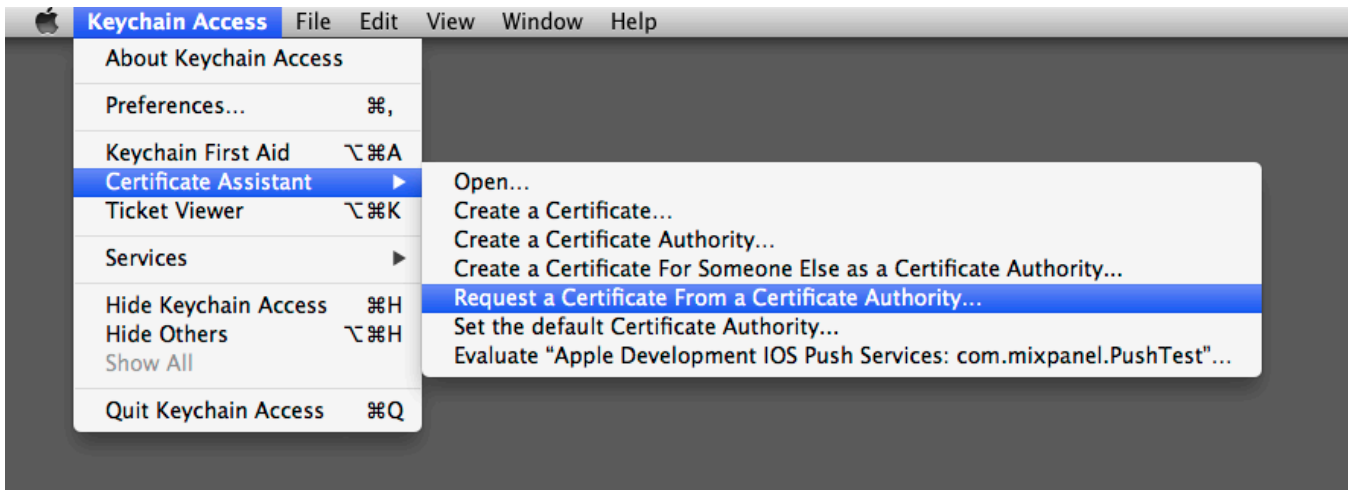 Keychain Access File Edit View Window Help
About Keychain Access
Preferences... ⌘,
Keychain First Aid ⌥⌘A
Certificate Assistant ▶
Ticket Viewer ⌥⌘K
Services ▶
Hide Keychain Access ⌘H
Hide Others ⌥⌘H
Show All
Quit Keychain Access ⌘Q
Open...
Create a Certificate...
Create a Certificate Authority...
Create a Certificate For Someone Else as a Certificate Authority...
Request a Certificate From a Certificate Authority...
Set the default Certificate Authority...
Evaluate “Apple Development IOS Push Services: com.mixpanel.PushTest”...